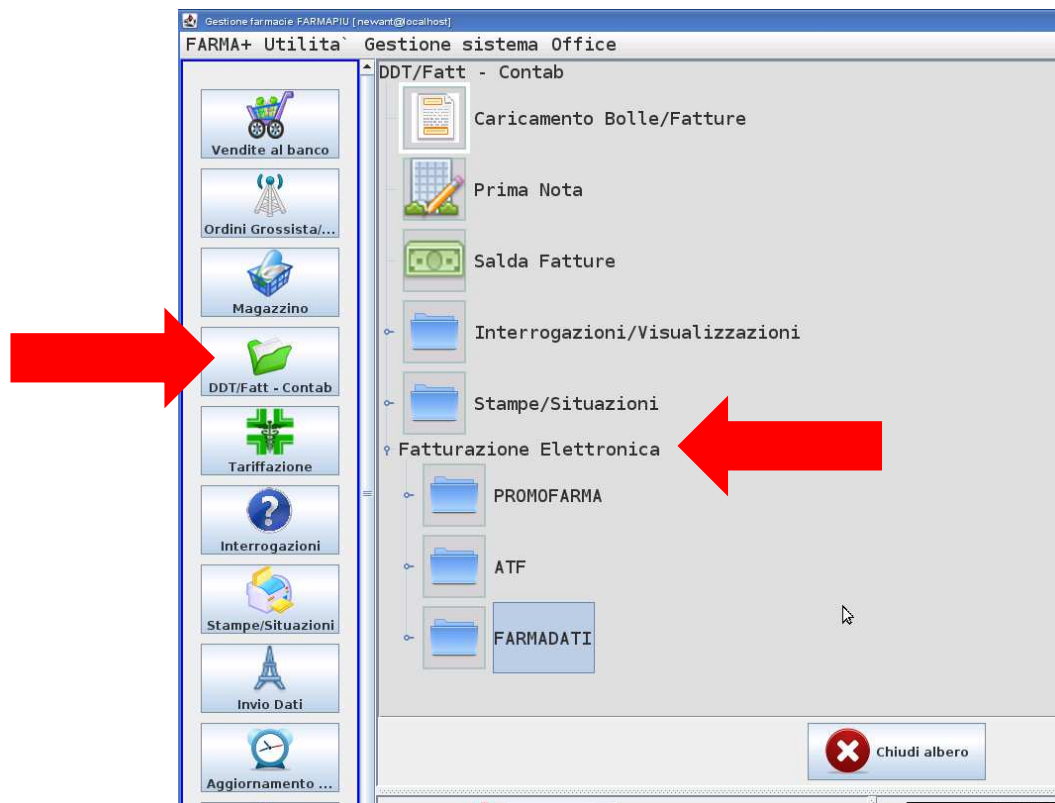 Gestione farmacie FARMAPIU [newant@localhost]
FARMA+ Utilita` Gestione sistema Office
Vendite al banco
Ordini Grossista/...
Magazzino
DDT/Fatt - Contab
Tariffazione
Interrogazioni
Stampe/Situazioni
Invio Dati
Aggiornamento ...
DDT/Fatt - Contab
Caricamento Bolle/Fatture
Prima Nota
Salda Fatture
Interrogazioni/Visualizzazioni
Stampe/Situazioni
Fatturazione Elettronica
PROMOFARMA
ATF
FARMADATI
Chiudi albero